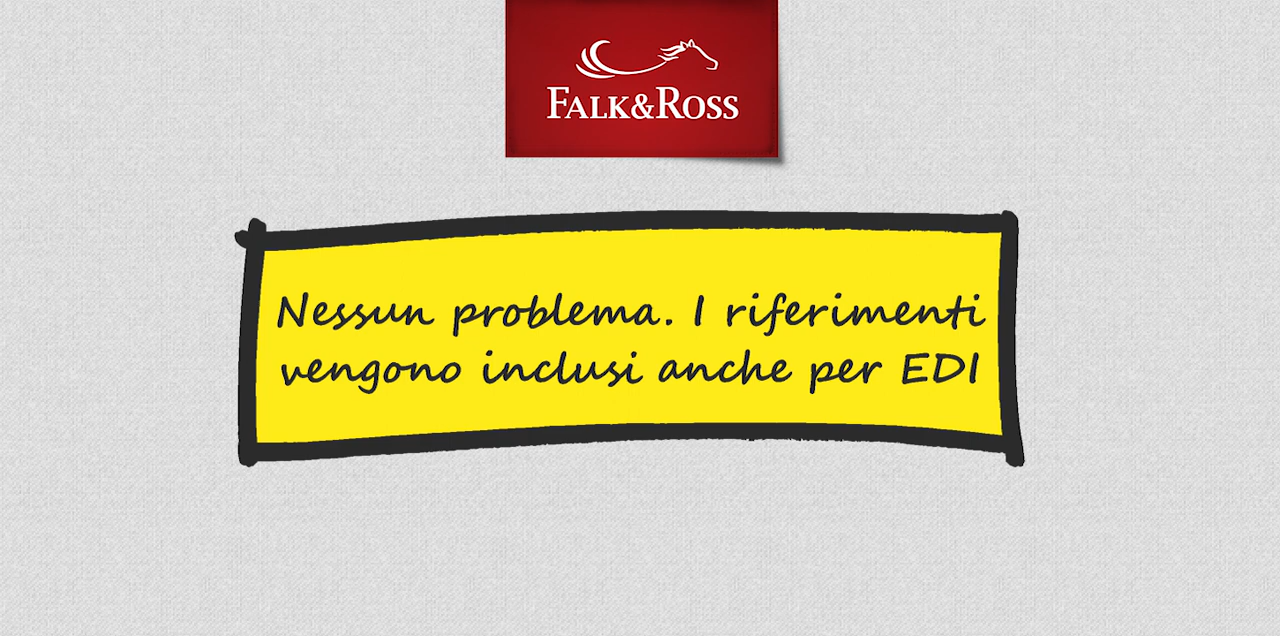 FALK&ROSS
Nessun problema. I riferimenti
vengono inclusi anche per EDI